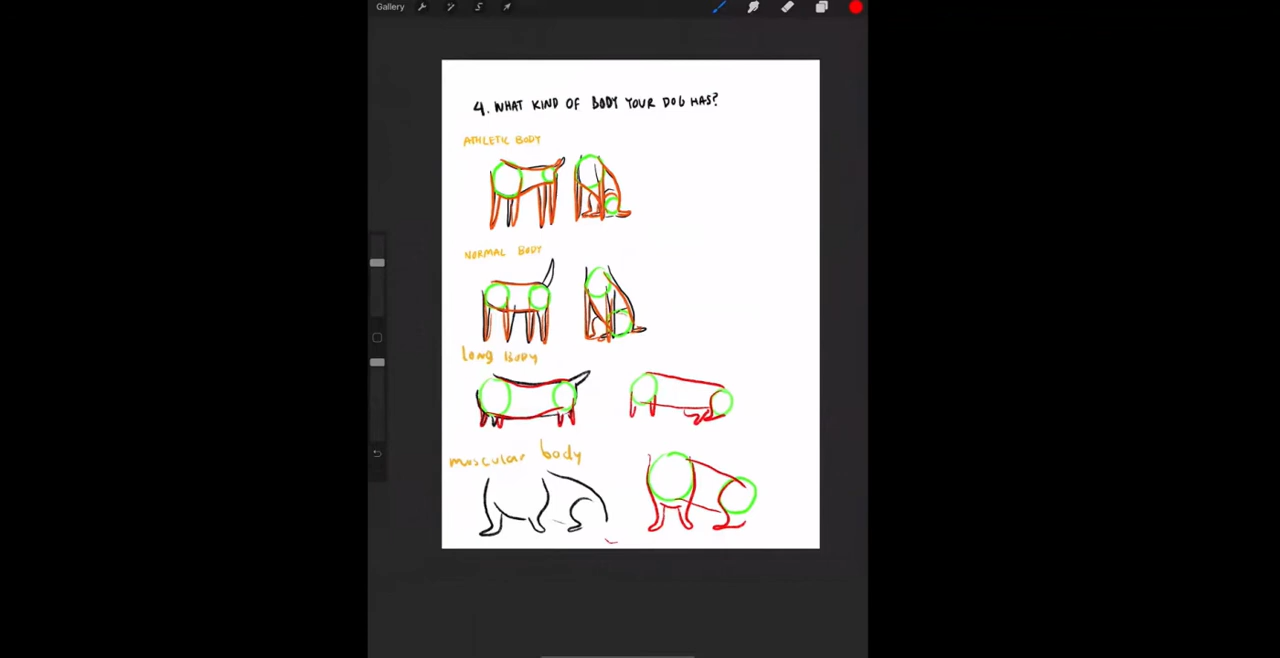 Gallery
4. WHAT KIND OF BODY YOUR DOG HAS?
ATHLETIC BODY
NORMAL BODY
long BODY
muscular body